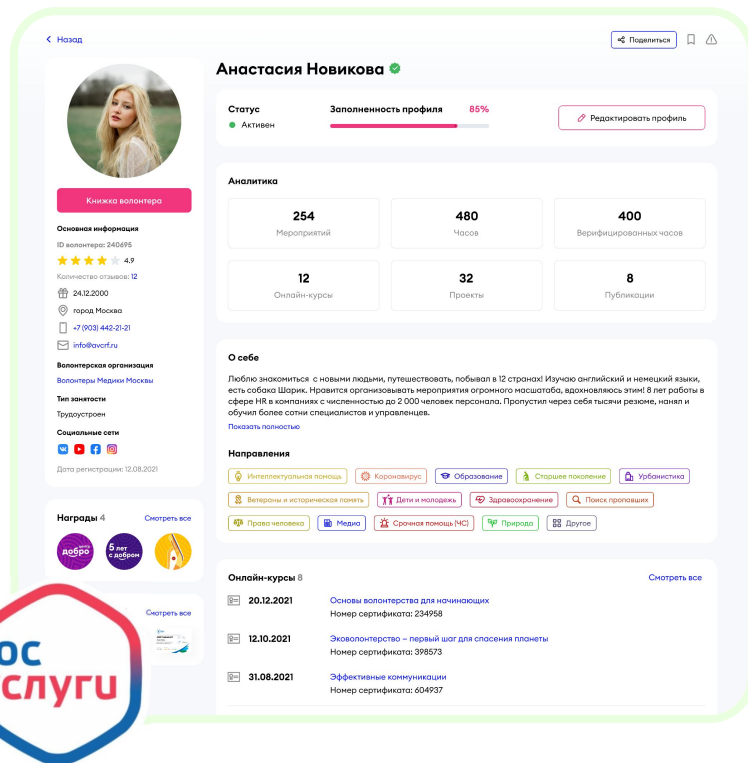 Назад
Поделиться
Анастасия Новикова
Статус
Активен
Заполненность профиля 85%
Редактировать профиль
Книжка волонтера
Основная информация
ID волонтера: 240695
4.9
Количество отзывов: 12
24.12.2000
город Москва
+7 (903) 442-21-21
info@avcrf.ru
Волонтерская организация
Волонтеры Медики Москвы
Тип занятости
Трудоустроен
Социальные сети
Дата регистрации: 12.08.2021
Награды 4
Смотреть все
добро
5 лет
с добром
Смотреть все
ос
слуги
Аналитика
254
Мероприятий
480
Часов
400
Верифицированных часов
12
Онлайн-курсы
32
Проекты
8
Публикации
О себе
Люблю знакомиться с новыми людьми, путешествовать, побывал в 12 странах! Изучаю английский и немецкий языки,
есть собака Шарик. Нравится организовывать мероприятия огромного масшатаба, вдохновляюсь этим! 8 лет работы в
сфере HR в компаниях с численностью до 2 000 человек персонала. Пропустил через себя тысячи резюме, нанял и
обучил более сотни специалистов и управленцев.
Показать полностью
Направления
Интеллектуальная помощь
Коронавирус
Образование
Старшее поколение
Урбанистика
Ветераны и историческая память
Дети и молодежь
Здравоохранение
Поиск пропавших
Права человека
Медиа
Срочная помощь (ЧС)
Природа
Другое
Онлайн-курсы 8
Смотреть все
20.12.2021
Основы волонтерства для начинающих
Номер сертификата: 234958
12.10.2021
Эковолонтерство – первый шаг для спасения планеты
Номер сертификата: 398573
31.08.2021
Эффективные коммуникации
Номер сертификата: 604937